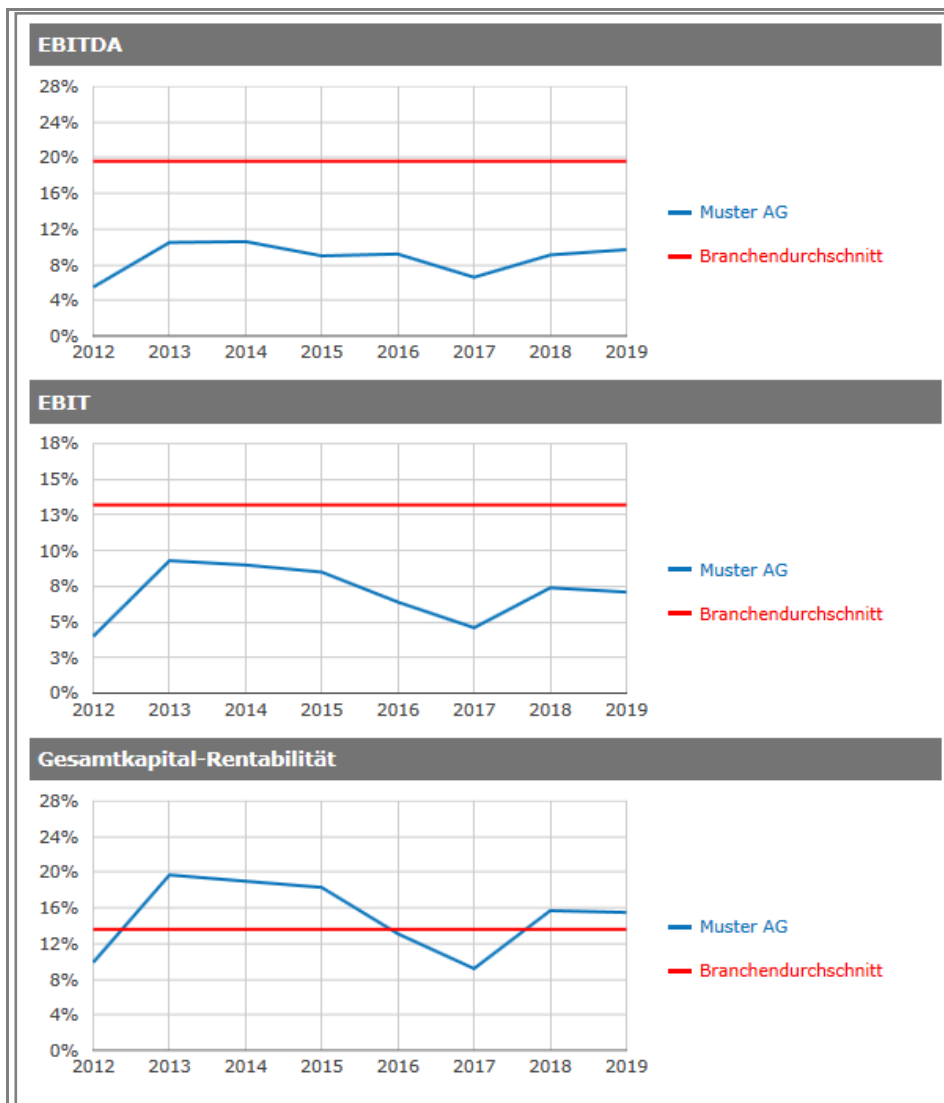 EBITDA
28%
24%
20%
16%
12%
8%
4%
0%
2012 2013 2014 2015 2016 2017 2018 2019
Muster AG
Branchendurchschnitt
EBIT
18%
15%
13%
10%
8%
5%
3%
0%
2012 2013 2014 2015 2016 2017 2018 2019
Muster AG
Branchendurchschnitt
Gesamtkapital-Rentabilität
28%
24%
20%
16%
12%
8%
4%
0%
2012 2013 2014 2015 2016 2017 2018 2019
Muster AG
Branchendurchschnitt